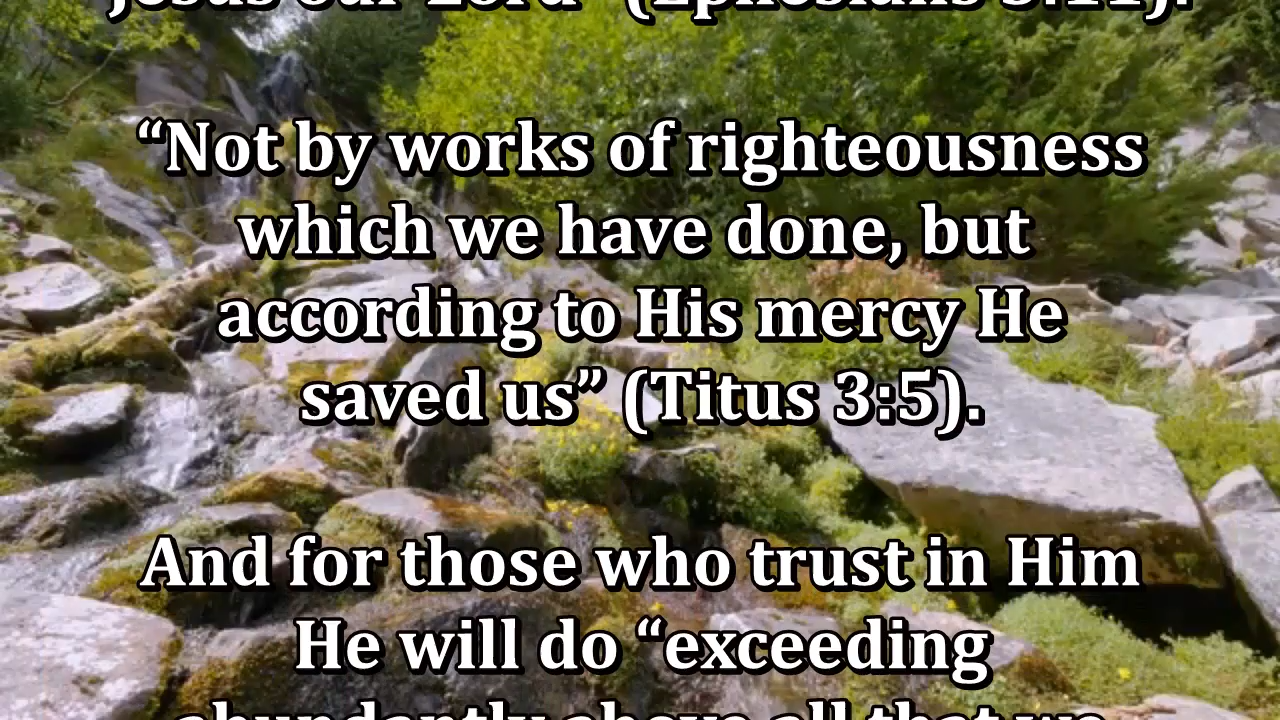 Jesus our Lord” (Ephesians 3:11).
“Not by works of righteousness
which we have done, but
according to His mercy He
saved us” (Titus 3:5).
And for those who trust in Him
He will do “exceeding
abundantly above all that we